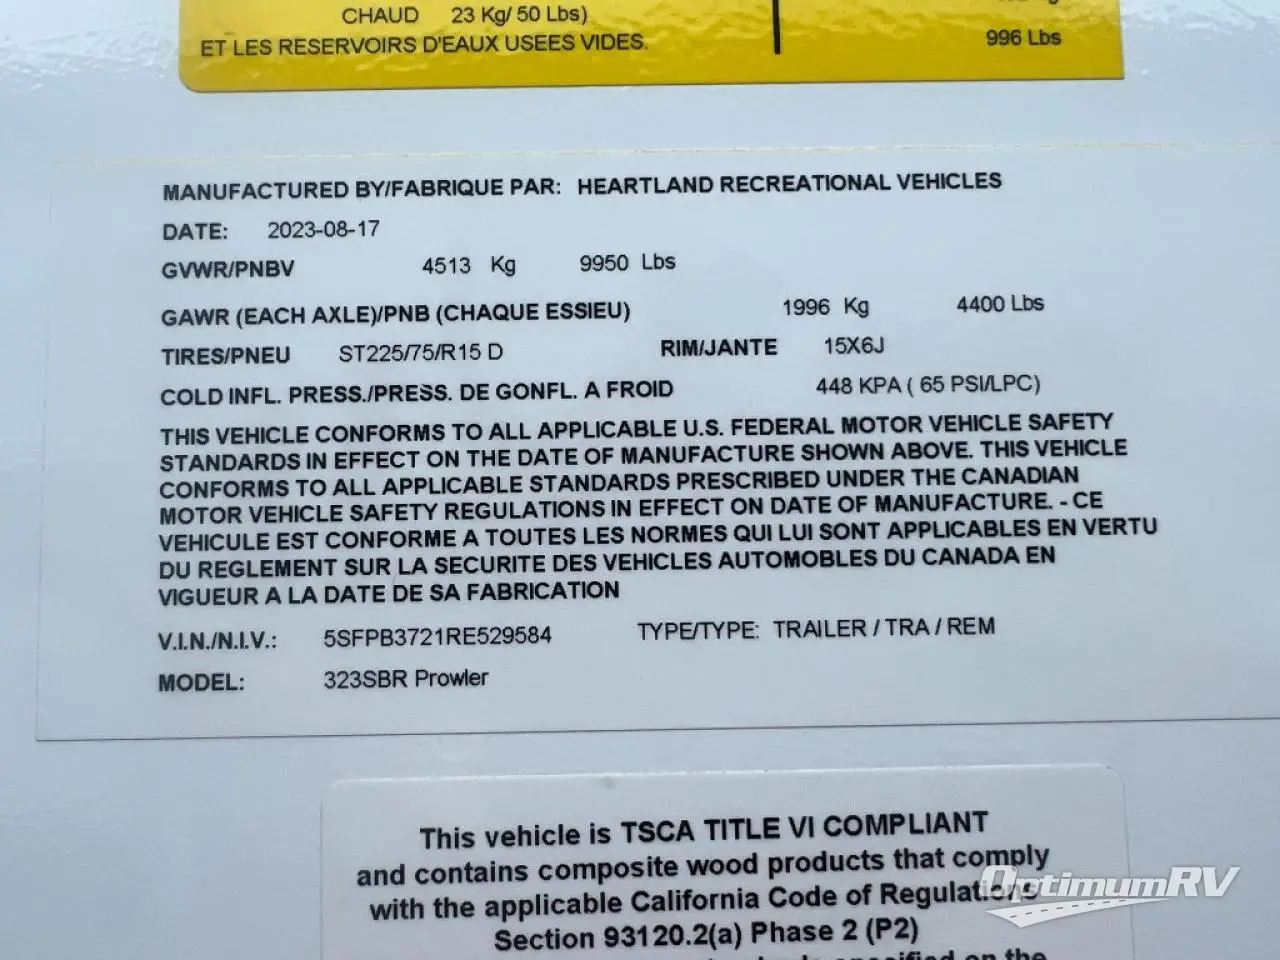 CHAUD 23 Kg/ 50 Lbs)
ET LES RESERVOIRS D'EAUX USEES VIDES.
996 Lbs
MANUFACTURED BY/FABRIQUE PAR: HEARTLAND RECREATIONAL VEHICLES
DATE: 2023-08-17
GVWR/PNBV 4513 Kg 9950 Lbs
GAWR (EACH AXLE)/PNB (CHAQUE ESSIEU) 1996 Kg 4400 Lbs
TIRES/PNEU ST225/75/R15 D RIM/JANTE 15X6J
COLD INFL. PRESS./PRESS. DE GONFL. A FROID 448 KPA ( 65 PSI/LPC)
THIS VEHICLE CONFORMS TO ALL APPLICABLE U.S. FEDERAL MOTOR VEHICLE SAFETY
STANDARDS IN EFFECT ON THE DATE OF MANUFACTURE SHOWN ABOVE. THIS VEHICLE
CONFORMS TO ALL APPLICABLE STANDARDS PRESCRIBED UNDER THE CANADIAN
MOTOR VEHICLE SAFETY REGULATIONS IN EFFECT ON DATE OF MANUFACTURE. - CE
VEHICULE EST CONFORME A TOUTES LES NORMES QUI LUI SONT APPLICABLES EN VERTU
DU REGLEMENT SUR LA SECURITE DES VEHICLES AUTOMOBLES DU CANADA EN
VIGUEUR A LA DATE DE SA FABRICATION
V.I.N./N.I.V.: 5SFPB3721RE529584 TYPE/TYPE: TRAILER / TRA / REM
MODEL: 323SBR Prowler
This vehicle is TSCA TITLE VI COMPLIANT
and contains composite wood products that comply
with the applicable California Code of Regulations
OptimumRV
Section 93120.2(a) Phase 2 (P2)
specified on the